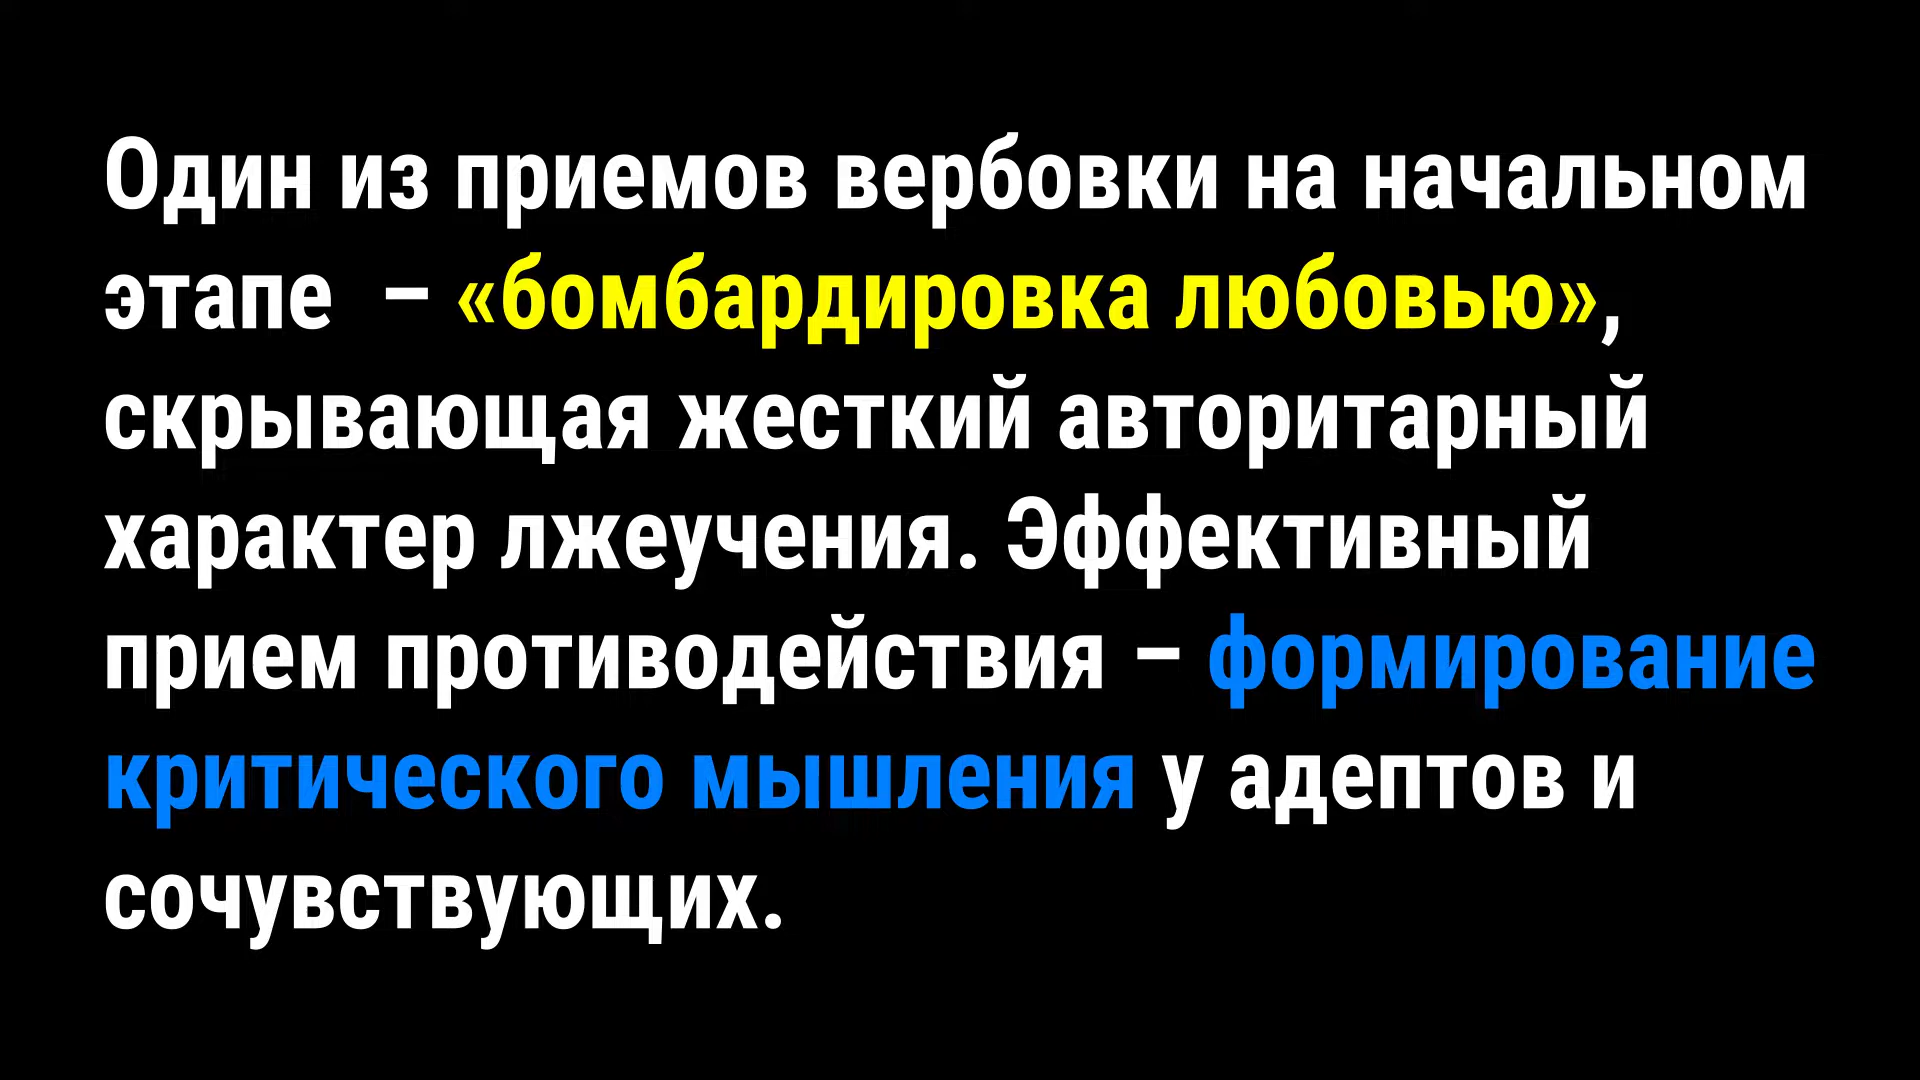 Один из приемов вербовки на начальном
этапе  – «бомбардировка любовью»,
скрывающая жесткий авторитарный
характер лжеучения. Эффективный
прием противодействия – формирование
критического мышления у адептов и
сочувствующих.